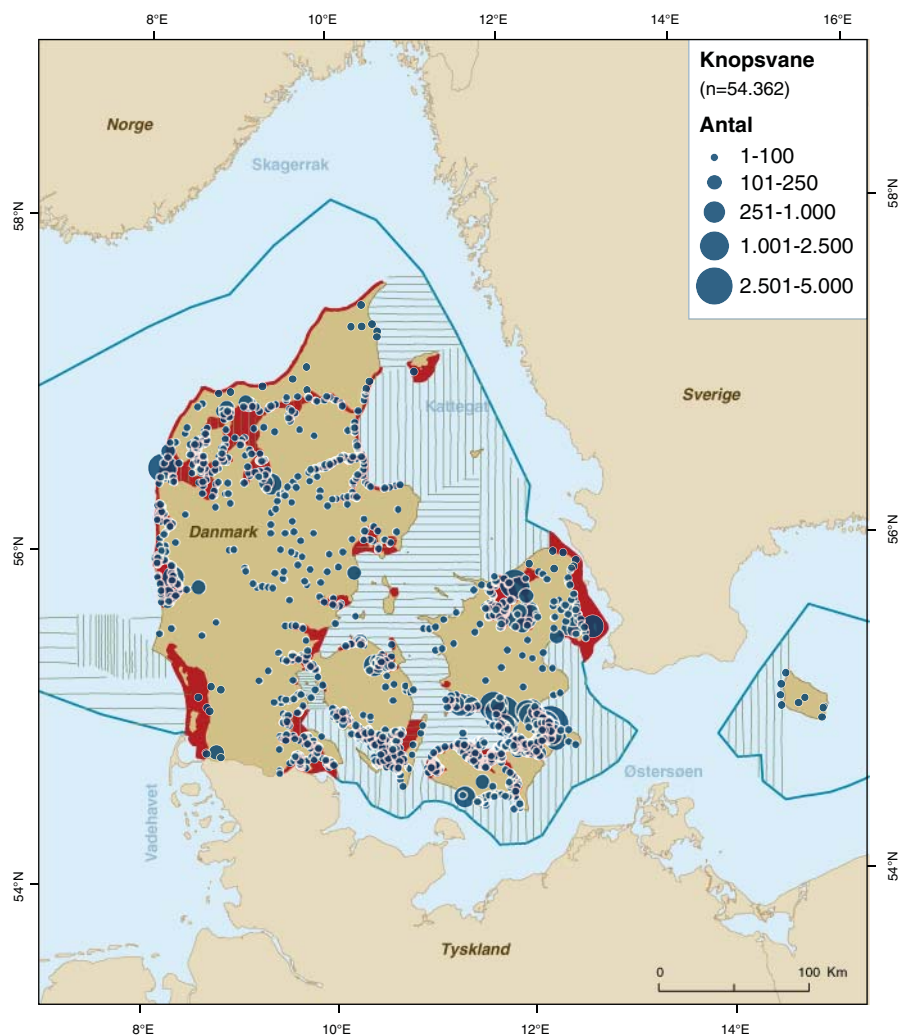 8°E 10°E 12°E 14°E 16°E
Knopsvane
(n=54.362)
Antal
1-100
101-250
251-1.000
1.001-2.500
2.501-5.000
Norge
Skagerrak
58°N
58°N
Sverige
Kattegat
Danmark
56°N
56°N
Østersøen
Vadehavet
54°N
54°N
Tyskland
0 100 Km
8°E 10°E 12°E 14°E